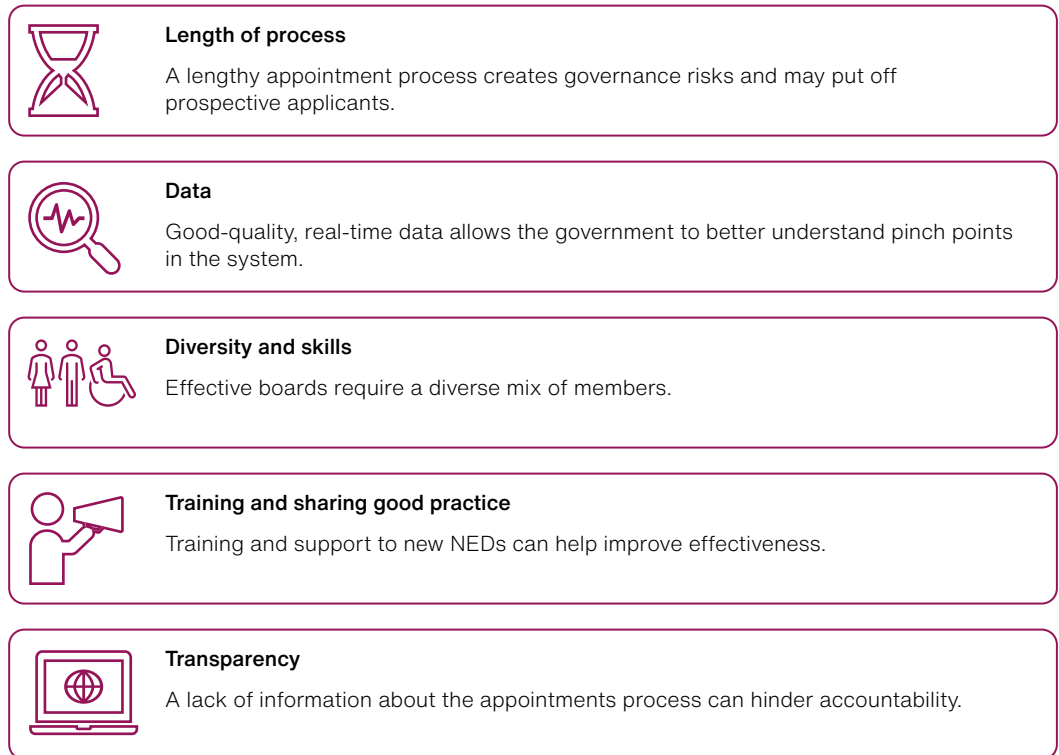 Length of process
A lengthy appointment process creates governance risks and may put off
prospective applicants.
Data
Good-quality, real-time data allows the government to better understand pinch points
in the system.
Diversity and skills
Effective boards require a diverse mix of members.
Training and sharing good practice
Training and support to new NEDs can help improve effectiveness.
Transparency
A lack of information about the appointments process can hinder accountability.